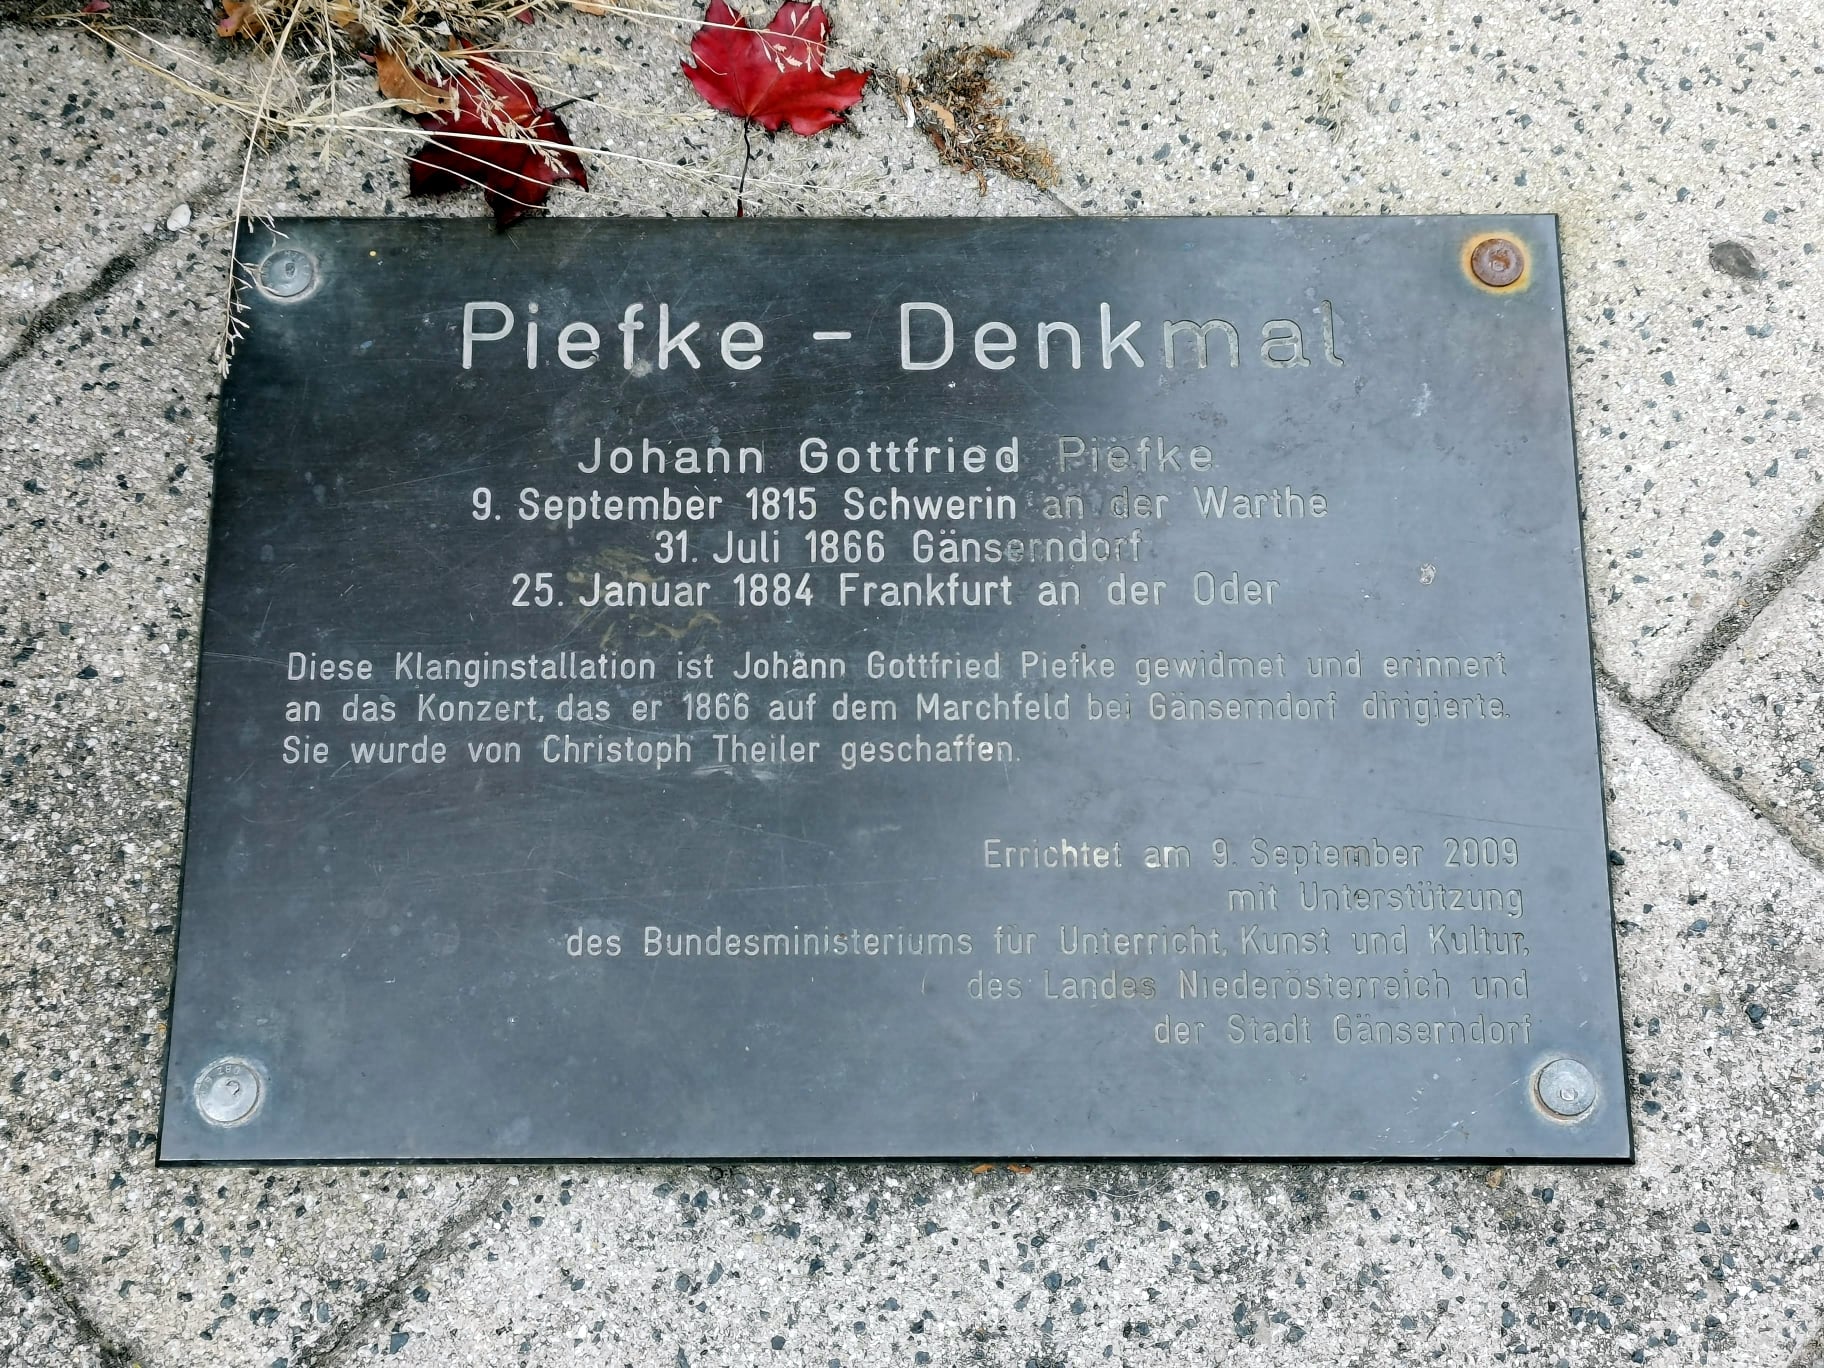 Piefke - Denkmal
Johann Gottfried Piefke
9. September 1815 Schwerin an der Warthe
31. Juli 1866 Gänserndorf
25. Januar 1884 Frankfurt an der Oder
Diese Klanginstallation ist Johann Gottfried Piefke gewidmet und erinnert
an das Konzert, das er 1866 auf dem Marchfeld bei Gänserndorf dirigierte.
Sie wurde von Christoph Theiler geschaffen.
Errichtet am 9. September 2009
mit Unterstützung
des Bundesministeriums für Unterricht, Kunst und Kultur,
des Landes Niederösterreich und
der Stadt Gänserndorf